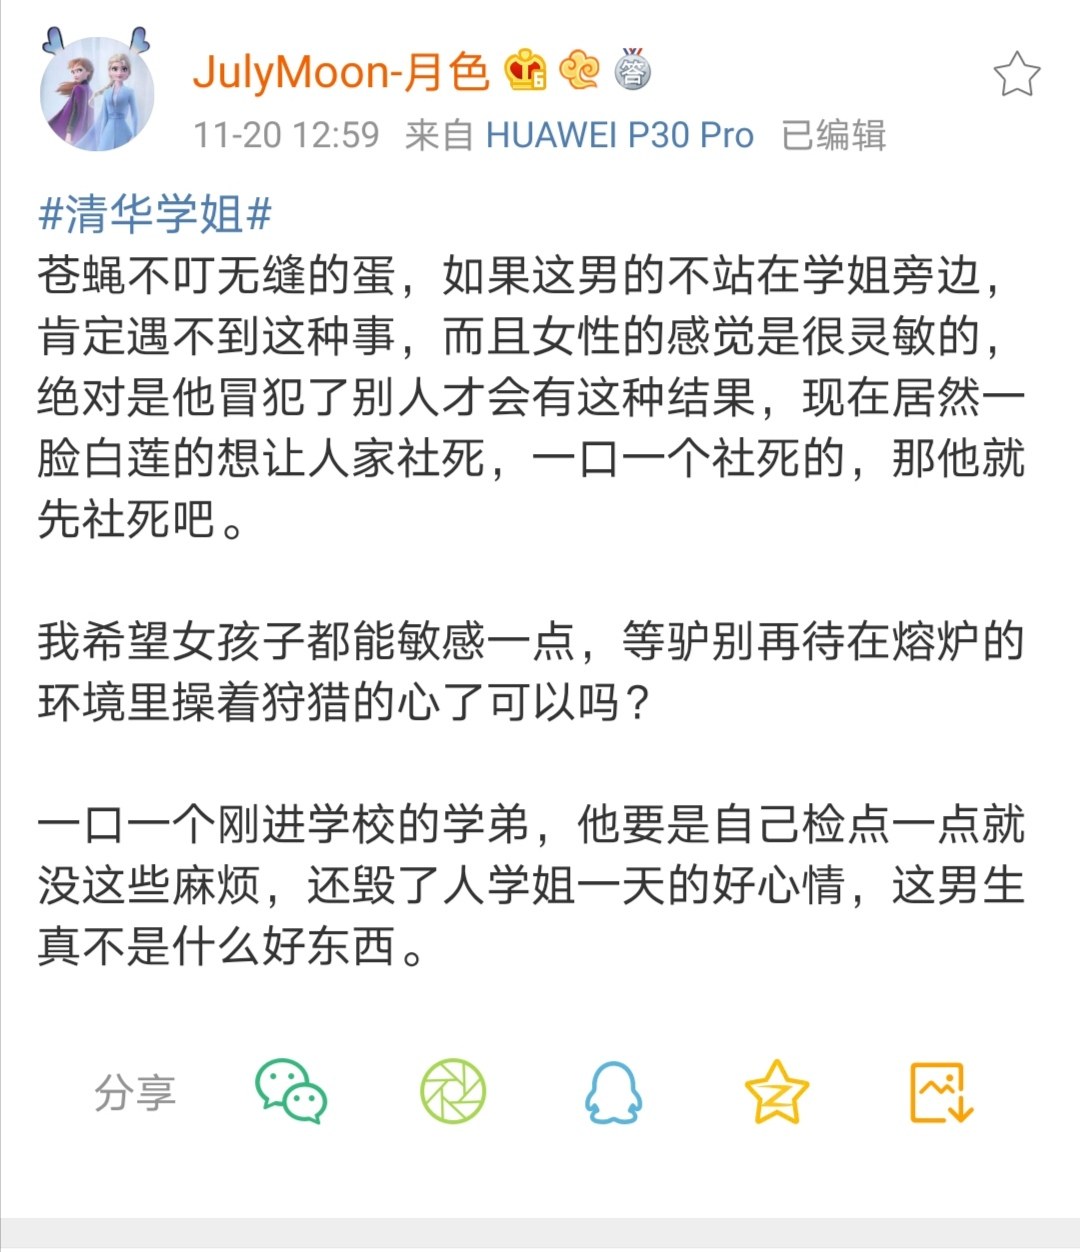 JulyMoon-月色 6 答
11-20 12:59 来自 HUAWEI P30 Pro 已编辑
#清华学姐#
苍蝇不叮无缝的蛋，如果这男的不站在学姐旁边，
肯定遇不到这种事，而且女性的感觉是很灵敏的，
绝对是他冒犯了别人才会有这种结果，现在居然一
脸白莲的想让人家社死，一口一个社死的，那他就
先社死吧。
我希望女孩子都能敏感一点，等驴别再待在熔炉的
环境里操着狩猎的心了可以吗？
一口一个刚进学校的学弟，他要是自己检点一点就
没这些麻烦，还毁了人学姐一天的好心情，这男生
真不是什么好东西。
分享